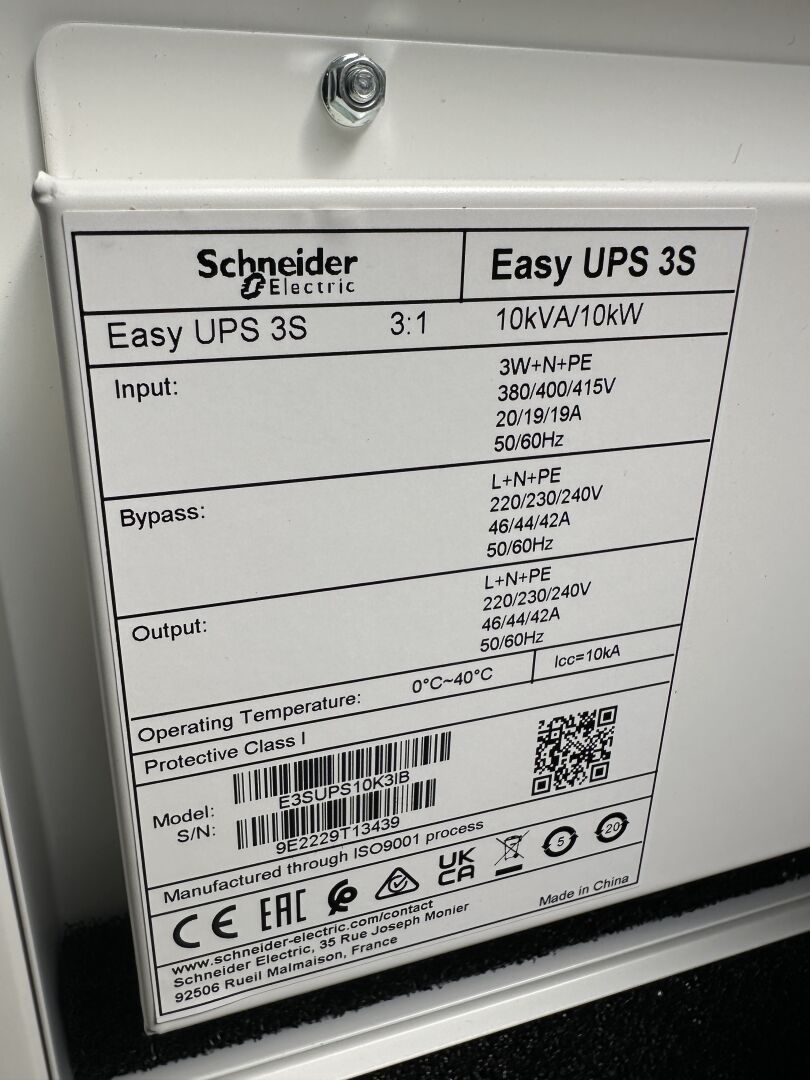 Schneider Electric
Easy UPS 3S
Easy UPS 3S 3:1 10kVA/10kW
Input:
3W+N+PE
380/400/415V
20/19/19A
50/60Hz
Bypass:
L+N+PE
220/230/240V
46/44/42A
50/60Hz
Output:
L+N+PE
220/230/240V
46/44/42A
50/60Hz
Operating Temperature: 0°C~40°C Icc=10kA
Protective Class I
Model:
E3SUPS10K3IB
S/N:
9E2229T13439
Manufactured through ISO9001 process
CE EAC UK CA 5 20
www.schneider-electric.com/contact
Schneider Electric, 35 Rue Joseph Monier
92506 Rueil Malmaison, France
Made in China